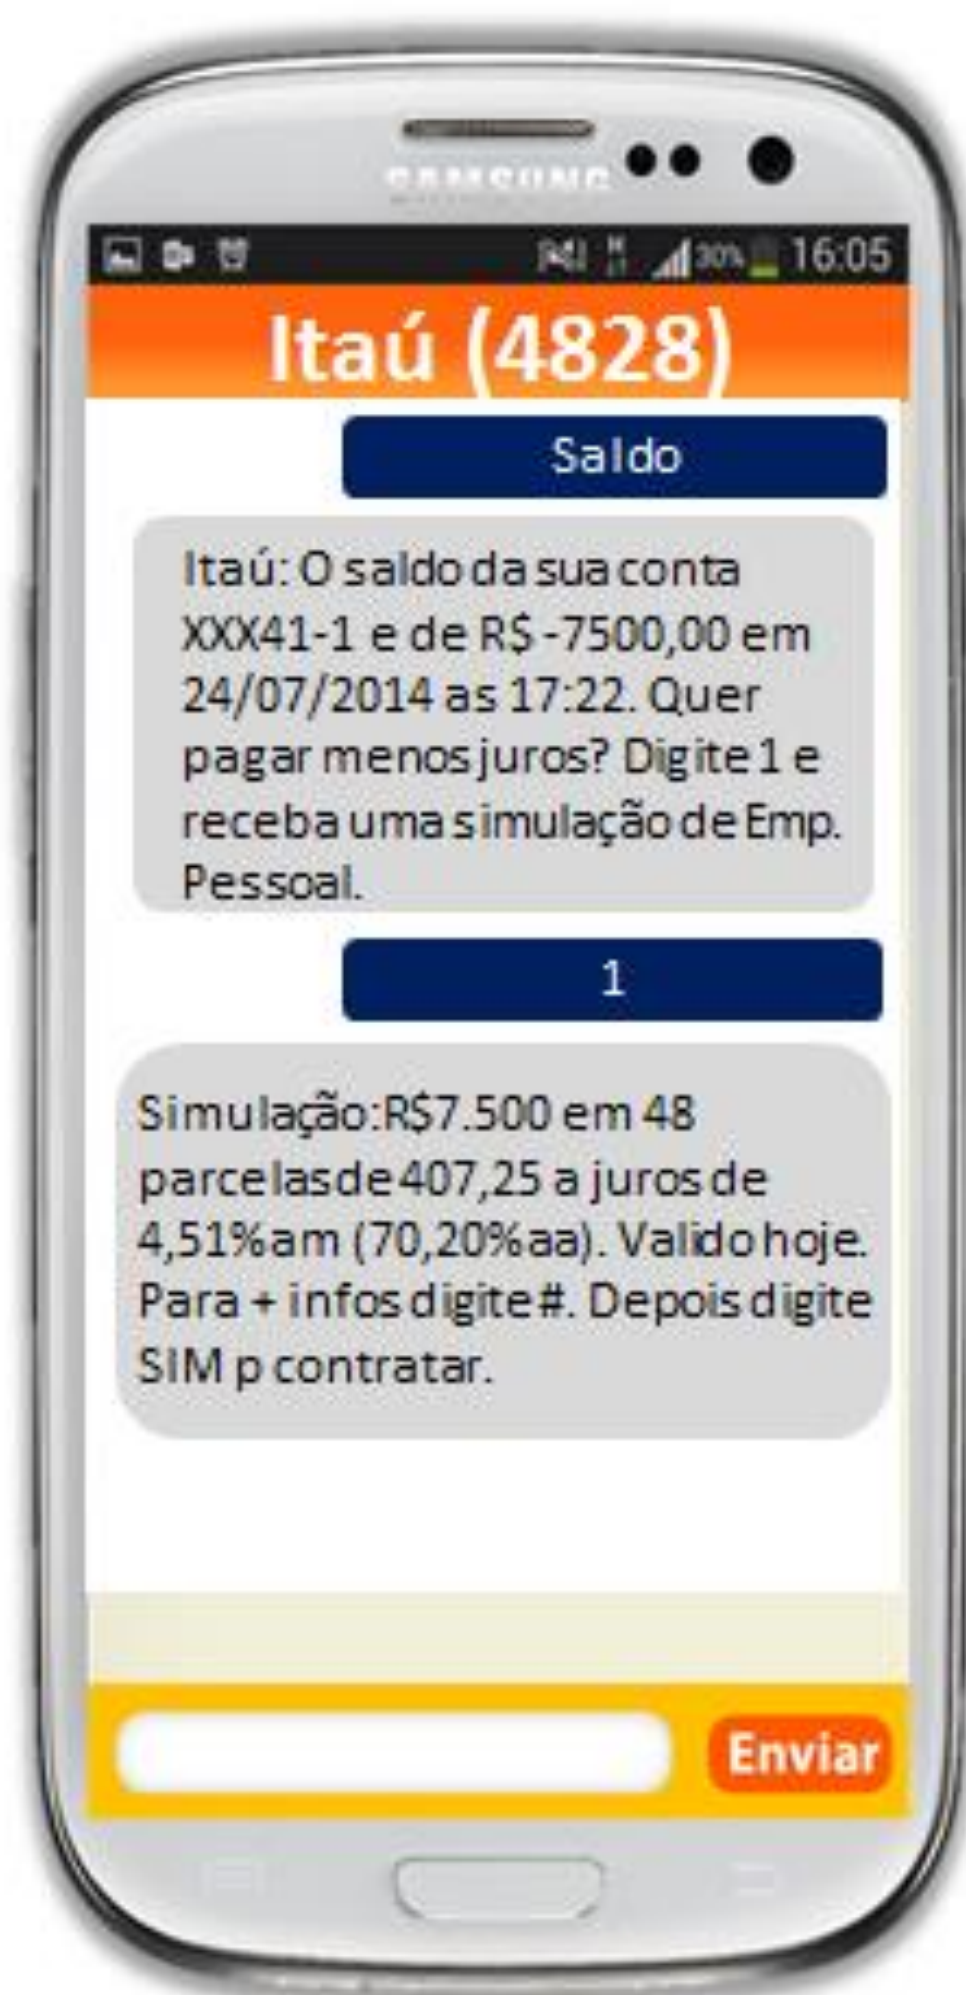 SAMSUNG
30% 16:05
Itaú (4828)
Saldo
Itaú: O saldo da sua conta
XXX41-1 e de R$ -7500,00 em
24/07/2014 as 17:22. Quer
pagar menos juros? Digite 1 e
receba uma simulação de Emp.
Pessoal.
1
Simulação:R$7.500 em 48
parcelas de 407,25 a juros de
4,51%am (70,20%aa). Valido hoje.
Para + infos digite #. Depois digite
SIM p contratar.
Enviar